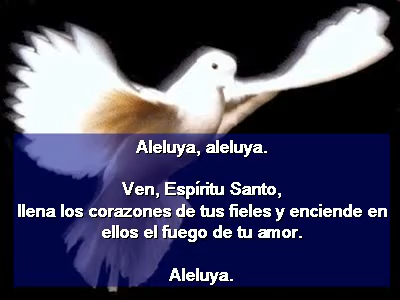 Aleluya, aleluya.
Ven, Espíritu Santo,
llena los corazones de tus fieles y enciende en
ellos el fuego de tu amor.
Aleluya.